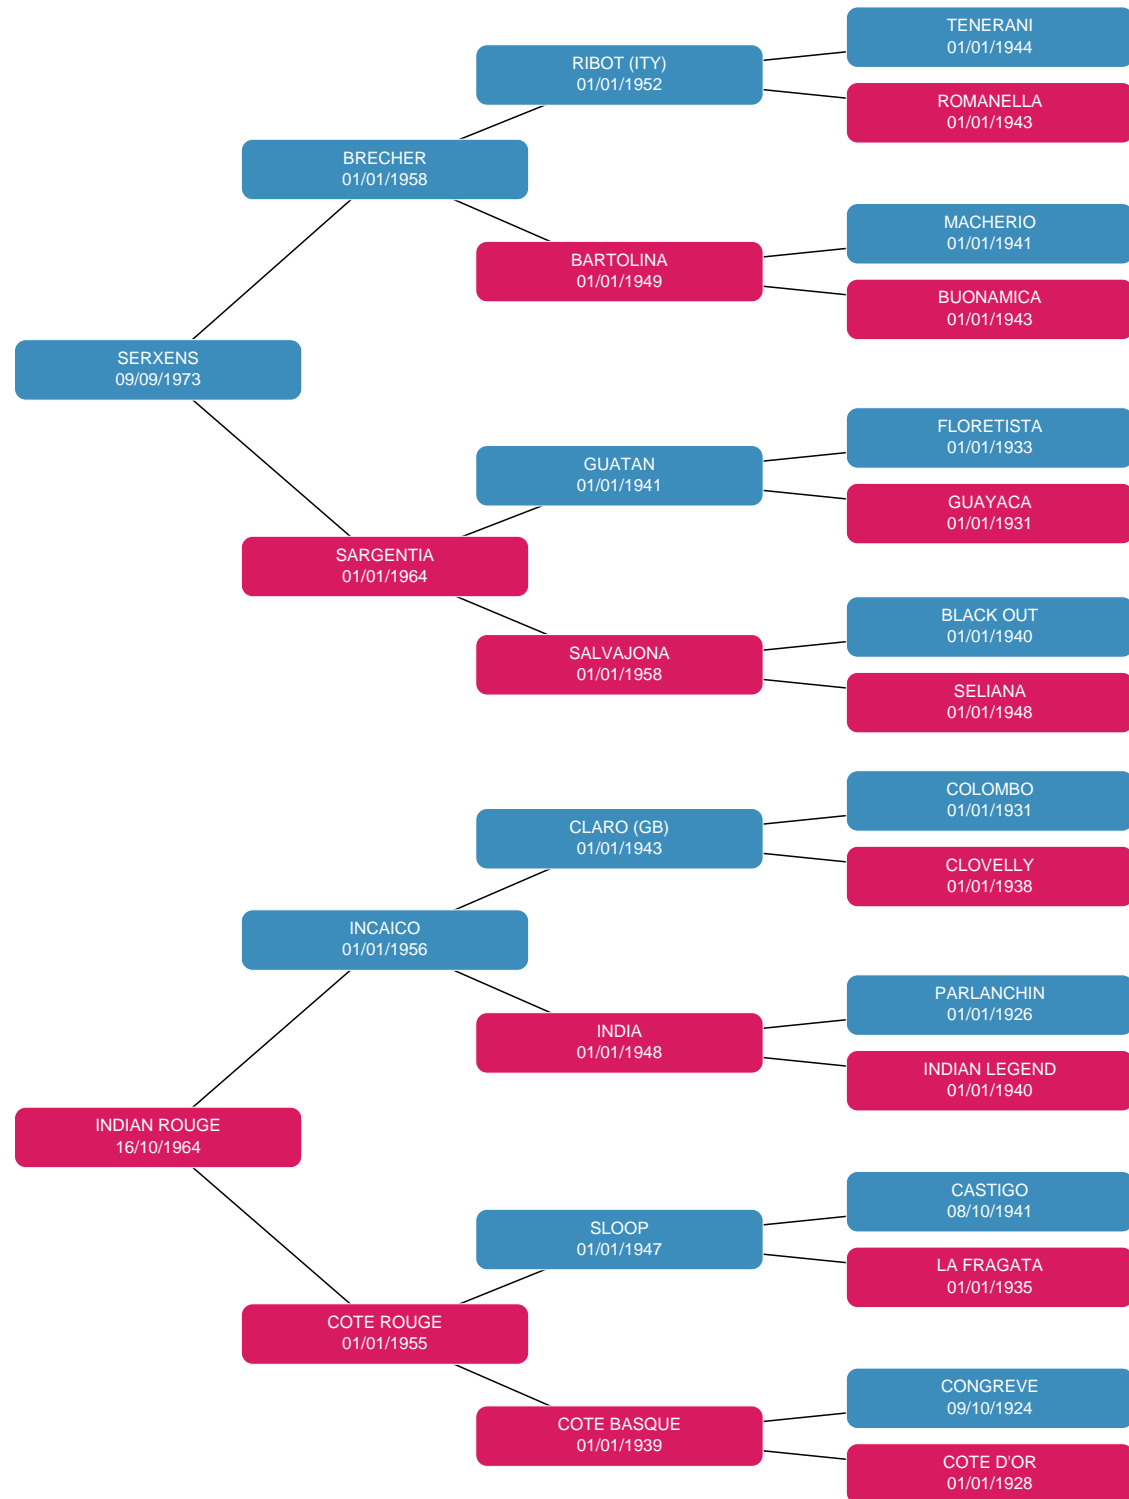 TENERANI
01/01/1944
RIBOT (ITY)
01/01/1952
ROMANELLA
01/01/1943
BRECHER
01/01/1958
MACHERIO
01/01/1941
BARTOLINA
01/01/1949
BUONAMICA
01/01/1943
SERXENS
09/09/1973
FLORETISTA
01/01/1933
GUATAN
01/01/1941
GUAYACA
01/01/1931
SARGENTIA
01/01/1964
BLACK OUT
01/01/1940
SALVAJONA
01/01/1958
SELIANA
01/01/1948
COLOMBO
01/01/1931
CLARO (GB)
01/01/1943
CLOVELLY
01/01/1938
INCAICO
01/01/1956
PARLANCHIN
01/01/1926
INDIA
01/01/1948
INDIAN LEGEND
01/01/1940
INDIAN ROUGE
16/10/1964
CASTIGO
08/10/1941
SLOOP
01/01/1947
LA FRAGATA
01/01/1935
COTE ROUGE
01/01/1955
CONGREVE
09/10/1924
COTE BASQUE
01/01/1939
COTE D'OR
01/01/1928